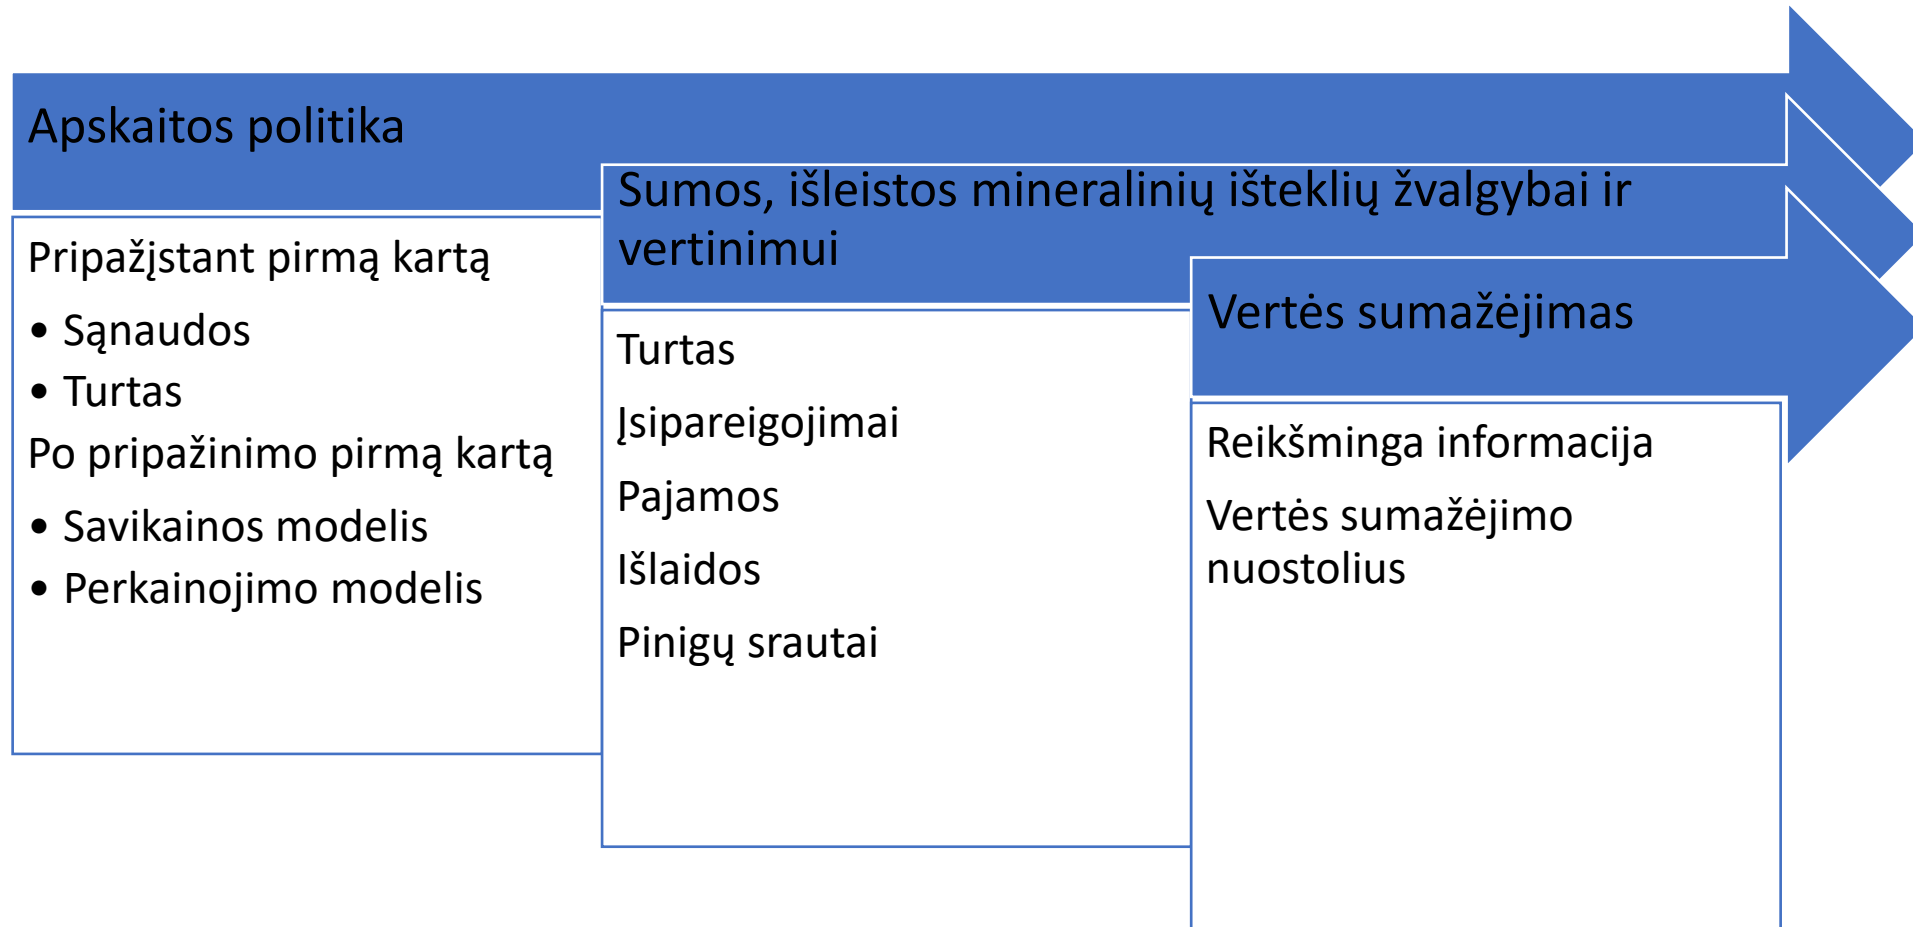 Apskaitos politika
Pripažįstant pirmą kartą
• Sąnaudos
• Turtas
Po pripažinimo pirmą kartą
• Savikainos modelis
• Perkainojimo modelis
Sumos, išleistos mineralinių išteklių žvalgybai ir
vertinimui
Turtas
Įsipareigojimai
Pajamos
Išlaidos
Pinigų srautai
Vertės sumažėjimas
Reikšminga informacija
Vertės sumažėjimo
nuostolius